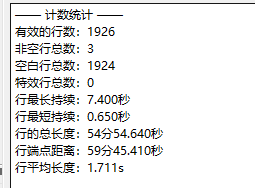 —— 计数统计 ——
有效的行数：1926
非空行总数：3
空白行总数：1924
特效行总数：0
行最长持续：7.400秒
行最短持续：0.650秒
行的总长度：54分54.640秒
行端点距离：59分45.410秒
行平均长度：1.711s